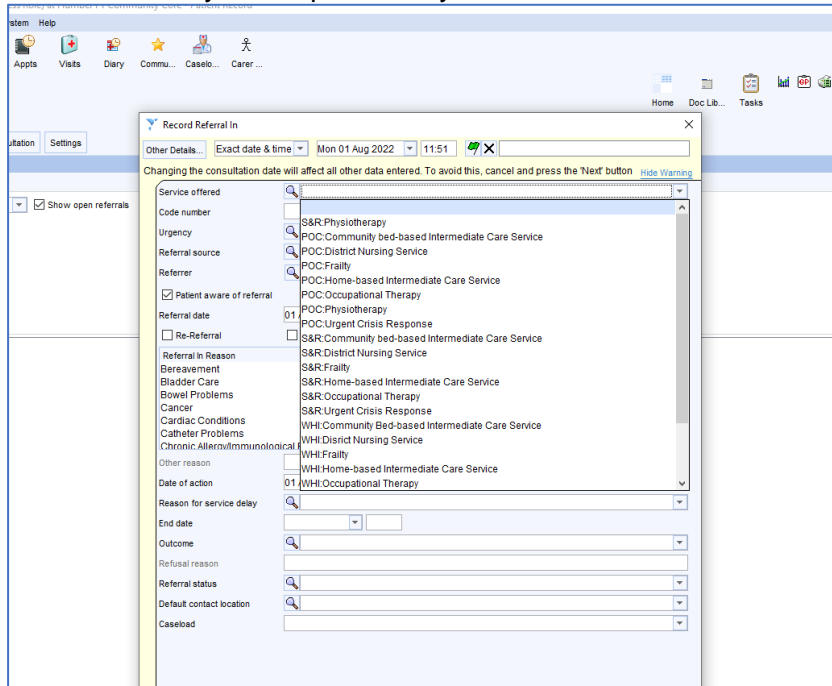 stem Help
Appts Visits Diary Commu... Caselo... Carer ...
Home Doc Lib... Tasks
ultation Settings
Show open referrals
Record Referral In
Other Details... Exact date & time Mon 01 Aug 2022 11:51
Changing the consultation date will affect all other data entered. To avoid this, cancel and press the 'Next' button Hide Warning
Service offered
Code number
Urgency
Referral source
Referrer
Patient aware of referral
Referral date 01
Re-Referral
Referral In Reason
Bereavement
Bladder Care
Bowel Problems
Cancer
Cardiac Conditions
Catheter Problems
Chronic Allergy/Immunological
S&R:Physiotherapy
POC:Community bed-based Intermediate Care Service
POC:District Nursing Service
POC:Frailty
POC:Home-based Intermediate Care Service
POC:Occupational Therapy
POC:Physiotherapy
POC:Urgent Crisis Response
S&R:Community bed-based Intermediate Care Service
S&R:District Nursing Service
S&R:Frailty
S&R:Home-based Intermediate Care Service
S&R:Occupational Therapy
S&R:Urgent Crisis Response
WHI:Community Bed-based Intermediate Care Service
WHI:Disrict Nursing Service
WHI:Frailty
WHI:Home-based Intermediate Care Service
WHI:Occupational Therapy
Other reason
Date of action 01
Reason for service delay
End date
Outcome
Refusal reason
Referral status
Default contact location
Caseload